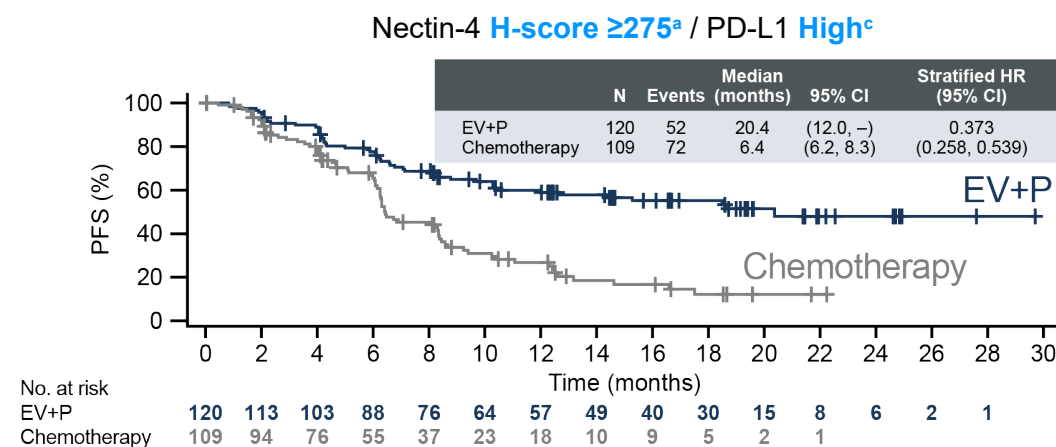 Nectin-4 H-score ≥275ᵃ / PD-L1 Highᶜ
Median Stratified HR
N Events (months) 95% CI (95% CI)
EV+P 120 52 20.4 (12.0, –) 0.373
Chemotherapy 109 72 6.4 (6.2, 8.3) (0.258, 0.539)
100
80
60
40
20
0
PFS (%)
EV+P
Chemotherapy
0 2 4 6 8 10 12 14 16 18 20 22 24 26 28 30
Time (months)
No. at risk
EV+P 120 113 103 88 76 64 57 49 40 30 15 8 6 2 1
Chemotherapy 109 94 76 55 37 23 18 10 9 5 2 1